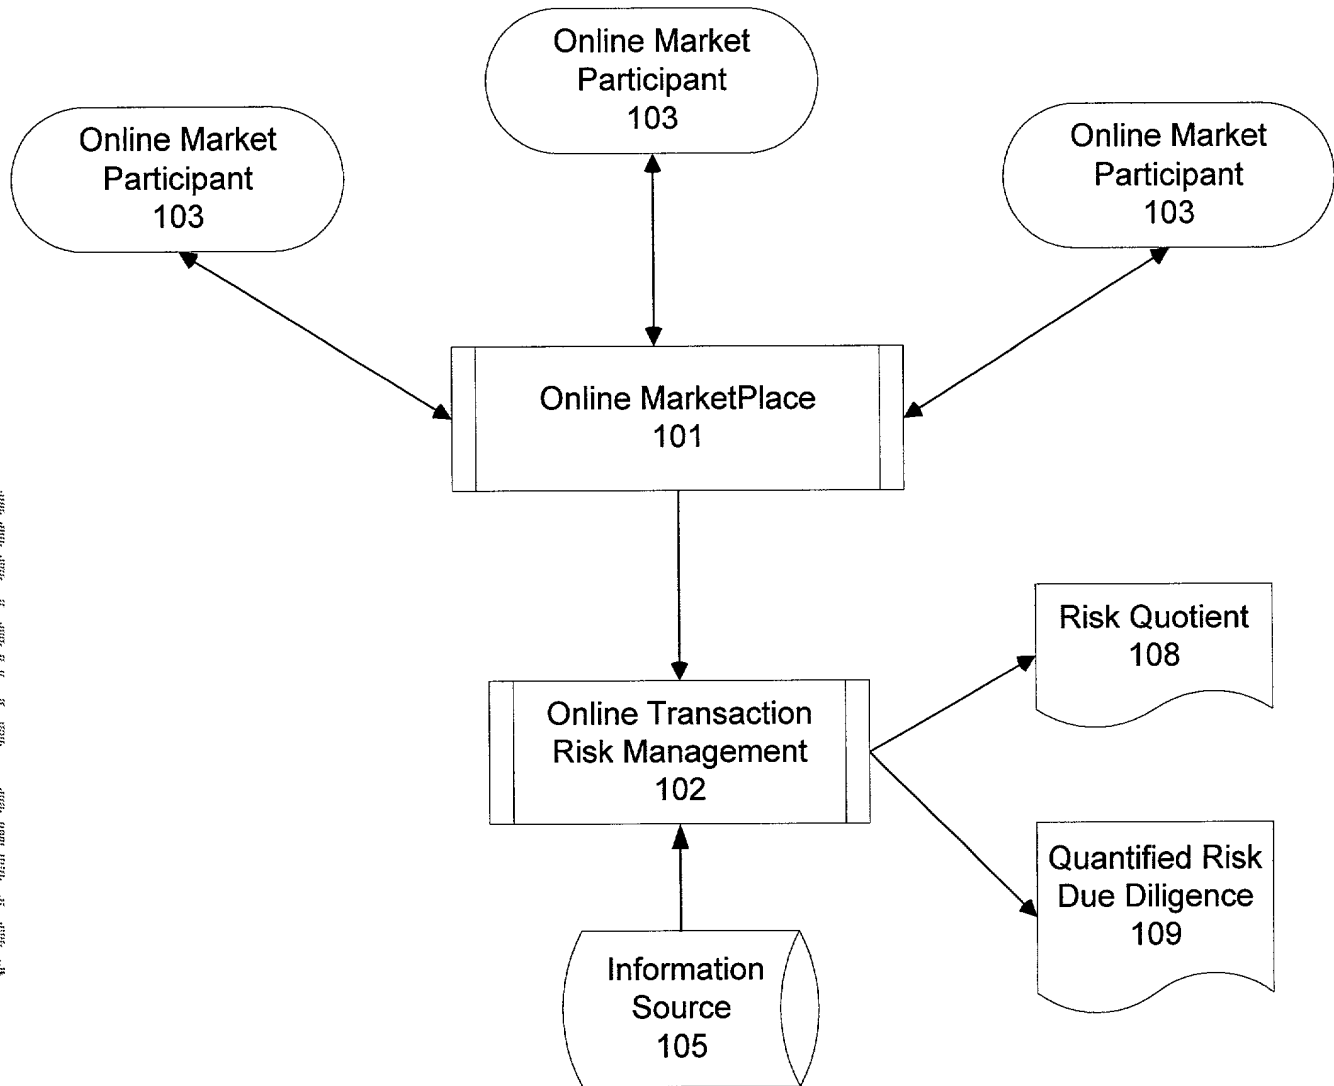 Online Market
Participant
103
Online Market
Participant
103
Online Market
Participant
103
Online MarketPlace
101
Risk Quotient
108
Online Transaction
Risk Management
102
Quantified Risk
Due Diligence
109
Information
Source
105